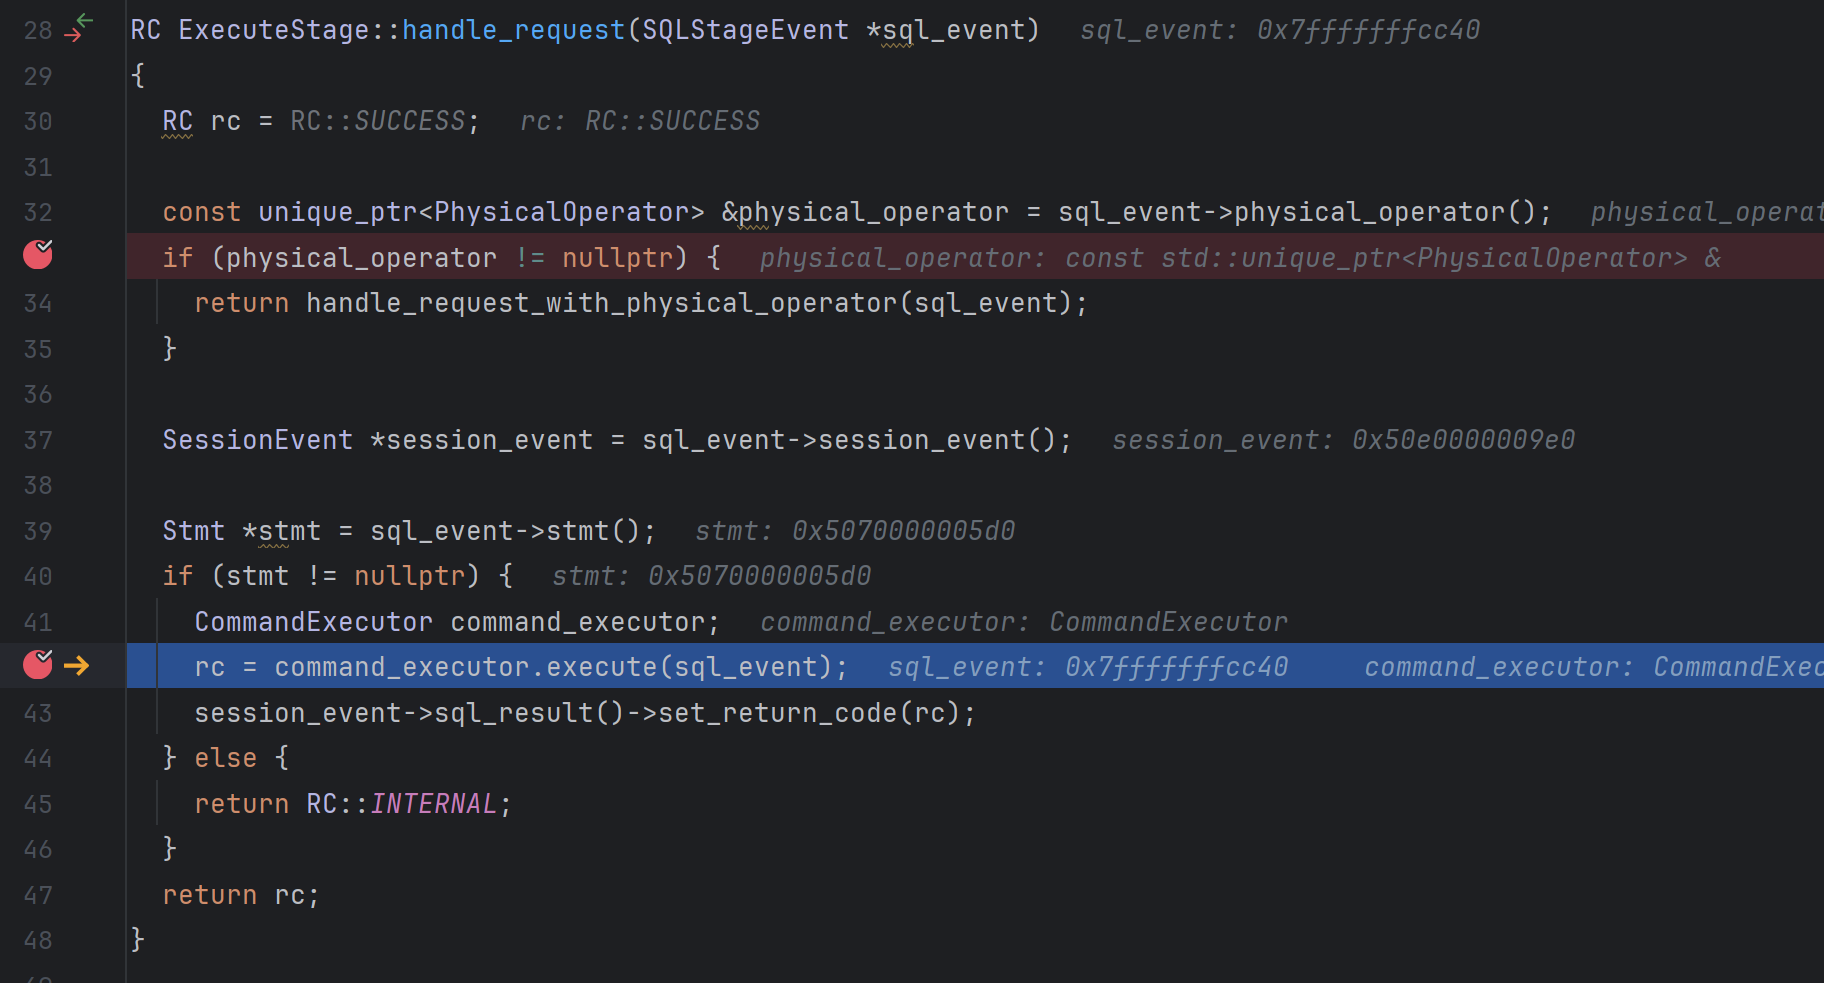 28 RC ExecuteStage::handle_request(SQLStageEvent *sql_event) sql_event: 0x7fffffffcc40
29 {
30 RC rc = RC::SUCCESS; rc: RC::SUCCESS
31
32 const unique_ptr<PhysicalOperator> &physical_operator = sql_event->physical_operator(); physical_operat
if (physical_operator != nullptr) { physical_operator: const std::unique_ptr<PhysicalOperator> &
34 return handle_request_with_physical_operator(sql_event);
35 }
36
37 SessionEvent *session_event = sql_event->session_event(); session_event: 0x50e0000009e0
38
39 Stmt *stmt = sql_event->stmt(); stmt: 0x5070000005d0
40 if (stmt != nullptr) { stmt: 0x5070000005d0
41 CommandExecutor command_executor; command_executor: CommandExecutor
rc = command_executor.execute(sql_event); sql_event: 0x7fffffffcc40 command_executor: CommandExec
43 session_event->sql_result()->set_return_code(rc);
44 } else {
45 return RC::INTERNAL;
46 }
47 return rc;
48 }